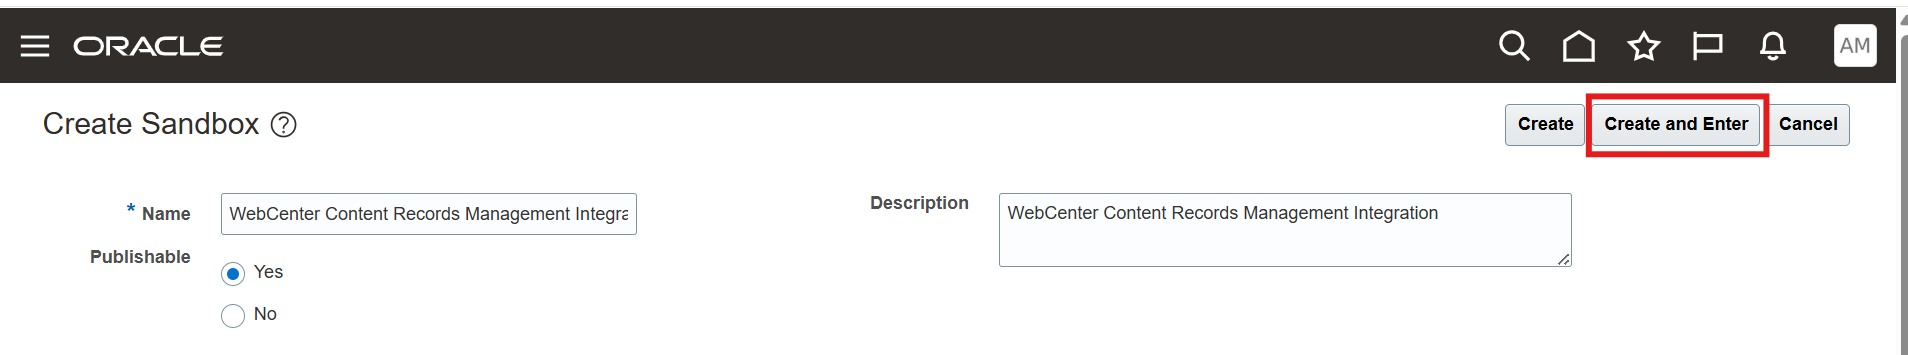 ORACLE
AM
Create Sandbox ?
Create
Create and Enter
Cancel
* Name
WebCenter Content Records Management Integra
Description
WebCenter Content Records Management Integration
Publishable
Yes
No